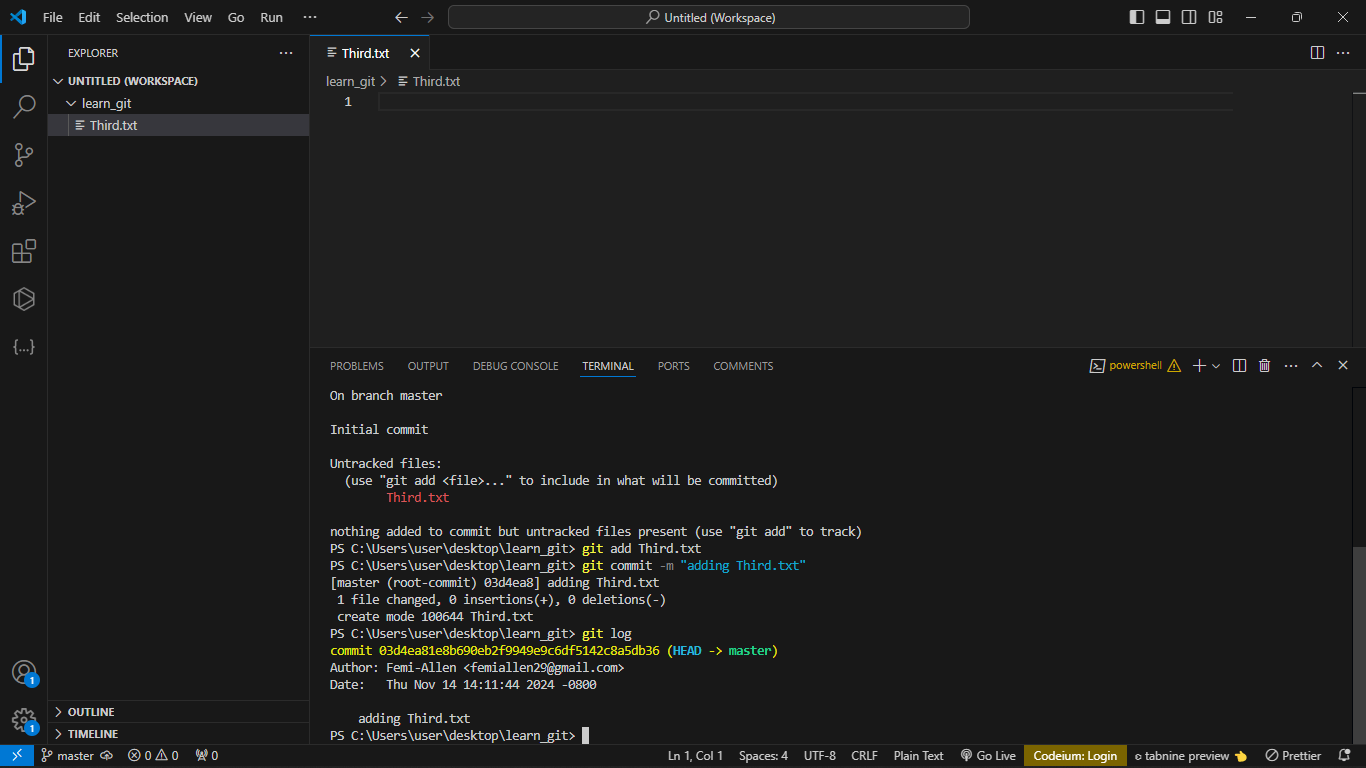 File Edit Selection View Go Run ··· Untitled (Workspace)
EXPLORER
UNTITLED (WORKSPACE)
learn_git
Third.txt
OUTLINE
TIMELINE
Third.txt
learn_git > Third.txt
1
PROBLEMS OUTPUT DEBUG CONSOLE TERMINAL PORTS COMMENTS powershell
On branch master
Initial commit
Untracked files:
(use "git add <file>..." to include in what will be committed)
Third.txt
nothing added to commit but untracked files present (use "git add" to track)
PS C:\Users\user\desktop\learn_git> git add Third.txt
PS C:\Users\user\desktop\learn_git> git commit -m "adding Third.txt"
[master (root-commit) 03d4ea8] adding Third.txt
1 file changed, 0 insertions(+), 0 deletions(-)
create mode 100644 Third.txt
PS C:\Users\user\desktop\learn_git> git log
commit 03d4ea81e8b690eb2f9949e9c6df5142c8a5db36 (HEAD -> master)
Author: Femi-Allen <femiallen29@gmail.com>
Date: Thu Nov 14 14:11:44 2024 -0800
adding Third.txt
PS C:\Users\user\desktop\learn_git>
1
1
master 0 0 0 Ln 1, Col 1 Spaces: 4 UTF-8 CRLF Plain Text Go Live Codeium: Login tabnine preview Prettier